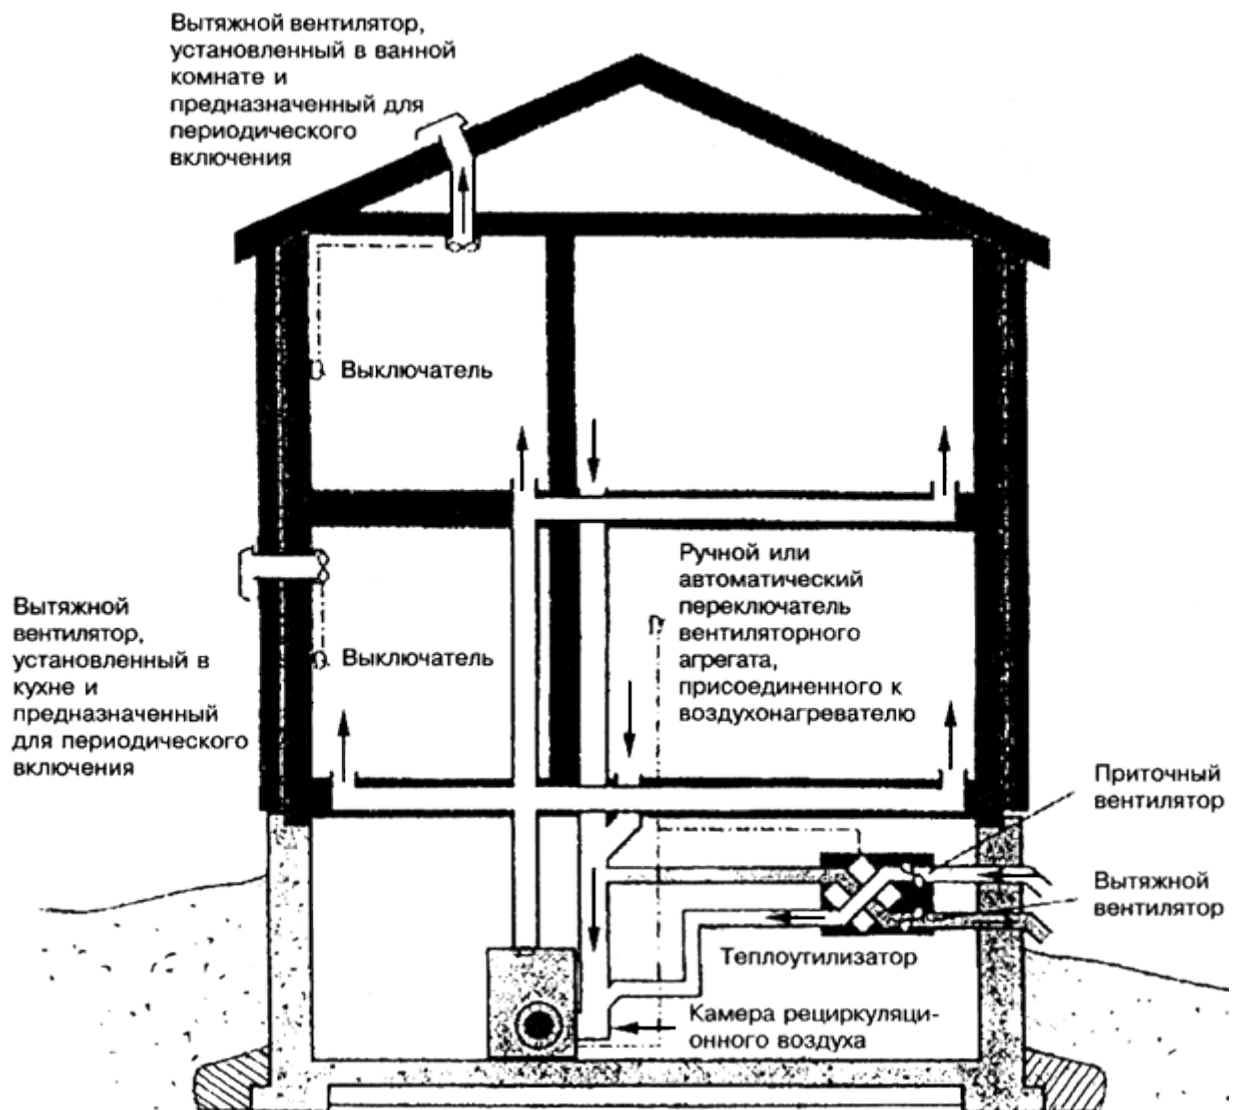 Вытяжной вентилятор,
установленный в ванной
комнате и
предназначенный для
периодического
включения
Выключатель
Ручной или
автоматический
переключатель
вентиляторного
агрегата,
присоединенного к
воздухонагревателю
Вытяжной
вентилятор,
установленный в
кухне и
предназначенный
для периодического
включения
Выключатель
Приточный
вентилятор
Вытяжной
вентилятор
Теплоутилизатор
Камера рециркуляци-
онного воздуха